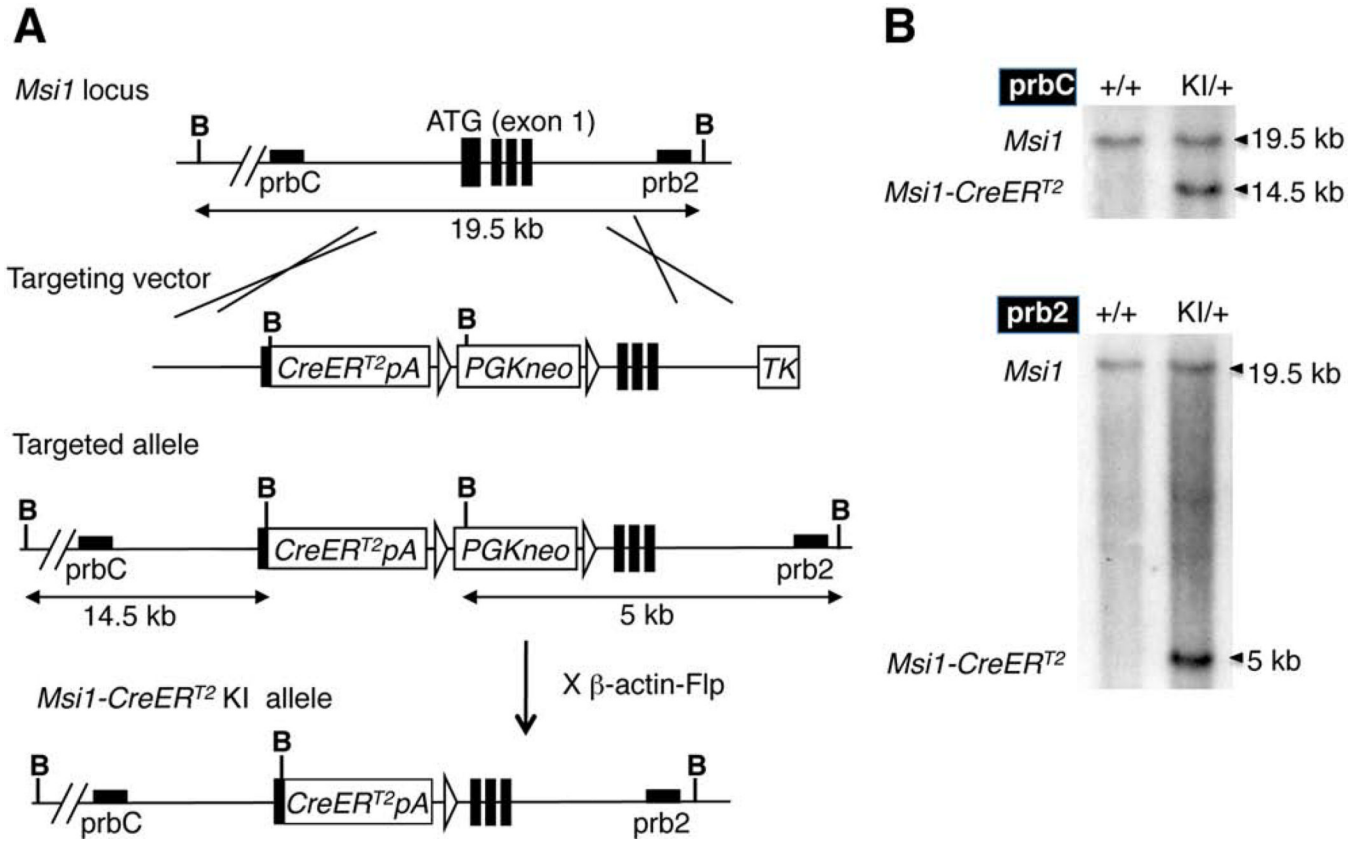 A
Msi1 locus
B
ATG (exon 1)
B
prbC
prb2
19.5 kb
Targeting vector
B
B
CreERT2pA
PGKneo
TK
Targeted allele
B
B
B
B
CreERT2pA
PGKneo
prbC
prb2
14.5 kb
5 kb
X β-actin-Flp
Msi1-CreERT2 KI allele
B
B
B
CreERT2pA
prbC
prb2
B
prbC +/+ KI/+
Msi1 19.5 kb
Msi1-CreERT2 14.5 kb
prb2 +/+ KI/+
Msi1 19.5 kb
Msi1-CreERT2 5 kb